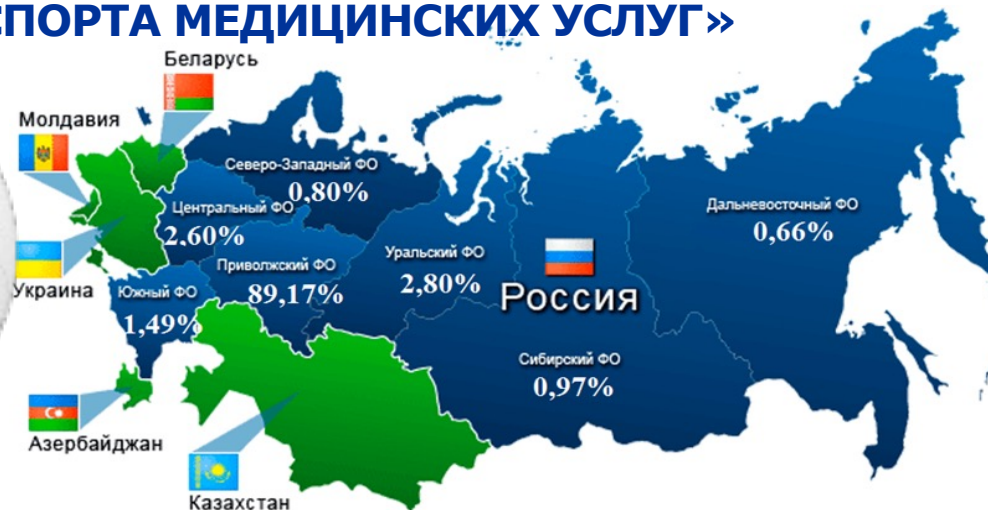 СПОРТА МЕДИЦИНСКИХ УСЛУГ»
Беларусь
Молдавия
Северо-Западный ФО
0,80%
Центральный ФО
2,60%
Дальневосточный ФО
0,66%
Уральский ФО
2,80%
Приволжский ФО
89,17%
Россия
Украина
Южный ФО
1,49%
Сибирский ФО
0,97%
Азербайджан
Казахстан